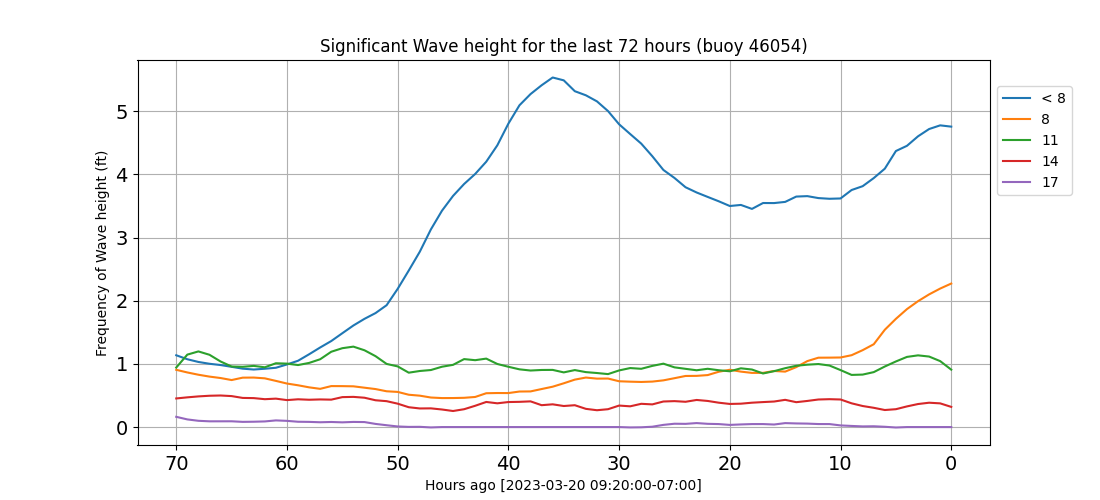 Significant Wave height for the last 72 hours (buoy 46054)
Frequency of Wave height (ft)
5
4
3
2
1
0
70 60 50 40 30 20 10 0
Hours ago [2023-03-20 09:20:00-07:00]
< 8
8
11
14
17